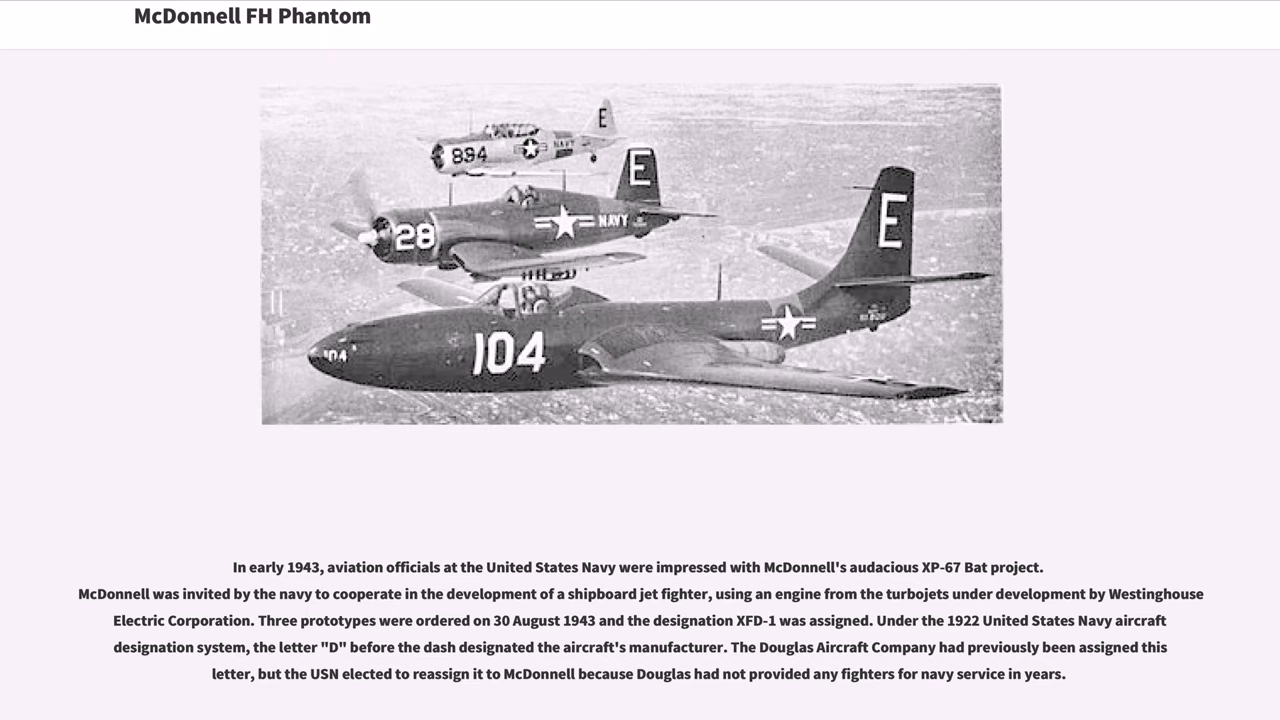 McDonnell FH Phantom
E
894
NAVY
E
28
NAVY
E
104
104
In early 1943, aviation officials at the United States Navy were impressed with McDonnell's audacious XP-67 Bat project.
McDonnell was invited by the navy to cooperate in the development of a shipboard jet fighter, using an engine from the turbojets under development by Westinghouse
Electric Corporation. Three prototypes were ordered on 30 August 1943 and the designation XFD-1 was assigned. Under the 1922 United States Navy aircraft
designation system, the letter "D" before the dash designated the aircraft's manufacturer. The Douglas Aircraft Company had previously been assigned this
letter, but the USN elected to reassign it to McDonnell because Douglas had not provided any fighters for navy service in years.